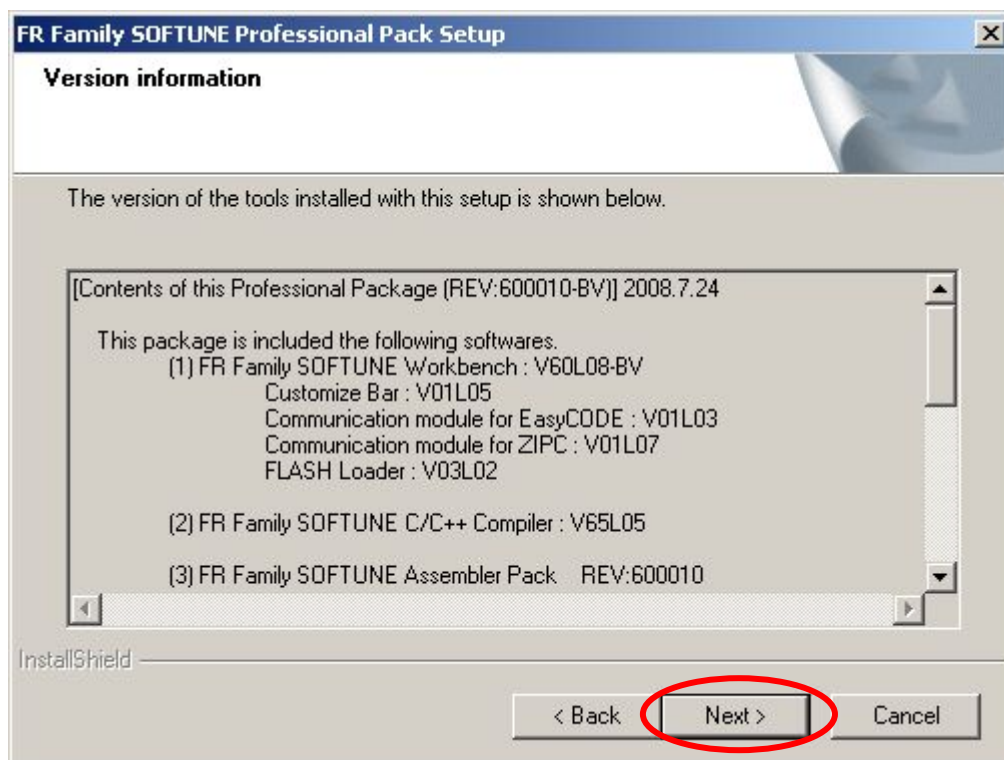 FR Family SOFTUNE Professional Pack Setup
Version information
The version of the tools installed with this setup is shown below.
[Contents of this Professional Package (REV:600010-BV)] 2008.7.24
This package is included the following softwares.
(1) FR Family SOFTUNE Workbench : V60L08-BV
Customize Bar : V01L05
Communication module for EasyCODE : V01L03
Communication module for ZIPC : V01L07
FLASH Loader : V03L02
(2) FR Family SOFTUNE C/C++ Compiler : V65L05
(3) FR Family SOFTUNE Assembler Pack REV:600010
InstallShield
< Back Next > Cancel